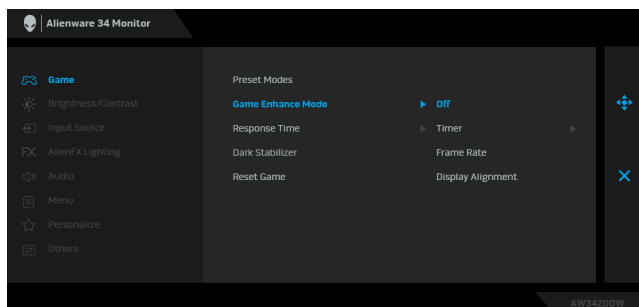 Alienware 34 Monitor
Game
Preset Modes
Brightness/Contrast
Game Enhance Mode
Off
Input Source
Response Time
Timer
AlienFX Lighting
Dark Stabilizer
Frame Rate
Audio
Reset Game
Display Alignment
Menu
Personalize
Others
AW3420DW